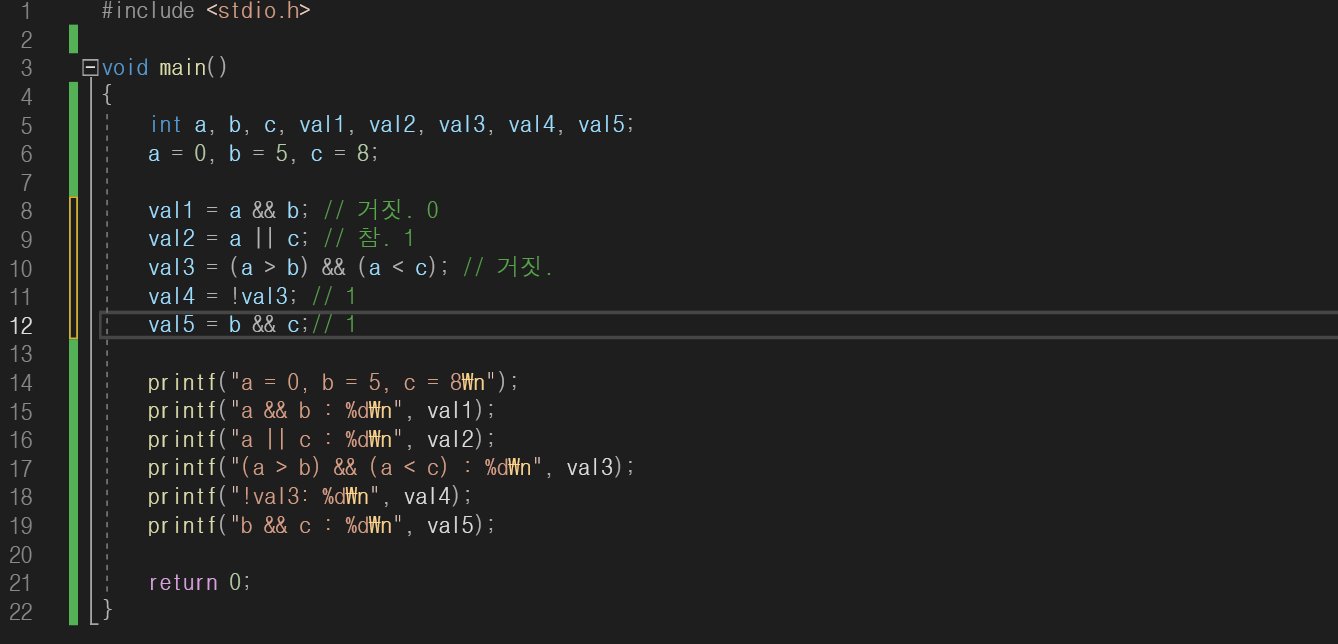 1 #include <stdio.h>
2
3 void main()
4 {
5 int a, b, c, val1, val2, val3, val4, val5;
6 a = 0, b = 5, c = 8;
7
8 val1 = a && b; // 거짓. 0
9 val2 = a || c; // 참. 1
10 val3 = (a > b) && (a < c); // 거짓.
11 val4 = !val3; // 1
12 val5 = b && c;// 1
13
14 printf("a = 0, b = 5, c = 8₩n");
15 printf("a && b : %d₩n", val1);
16 printf("a || c : %d₩n", val2);
17 printf("(a > b) && (a < c) : %d₩n", val3);
18 printf("!val3: %d₩n", val4);
19 printf("b && c : %d₩n", val5);
20
21 return 0;
22 }